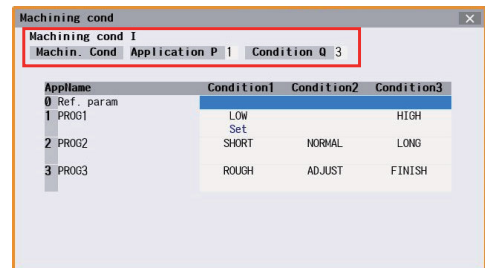 Machining cond
Machining cond I
Machin. Cond Application P 1 Condition Q 3
AppName Condition1 Condition2 Condition3
0 Ref. param
1 PROG1 LOW HIGH
Set
2 PROG2 SHORT NORMAL LONG
3 PROG3 ROUGH ADJUST FINISH